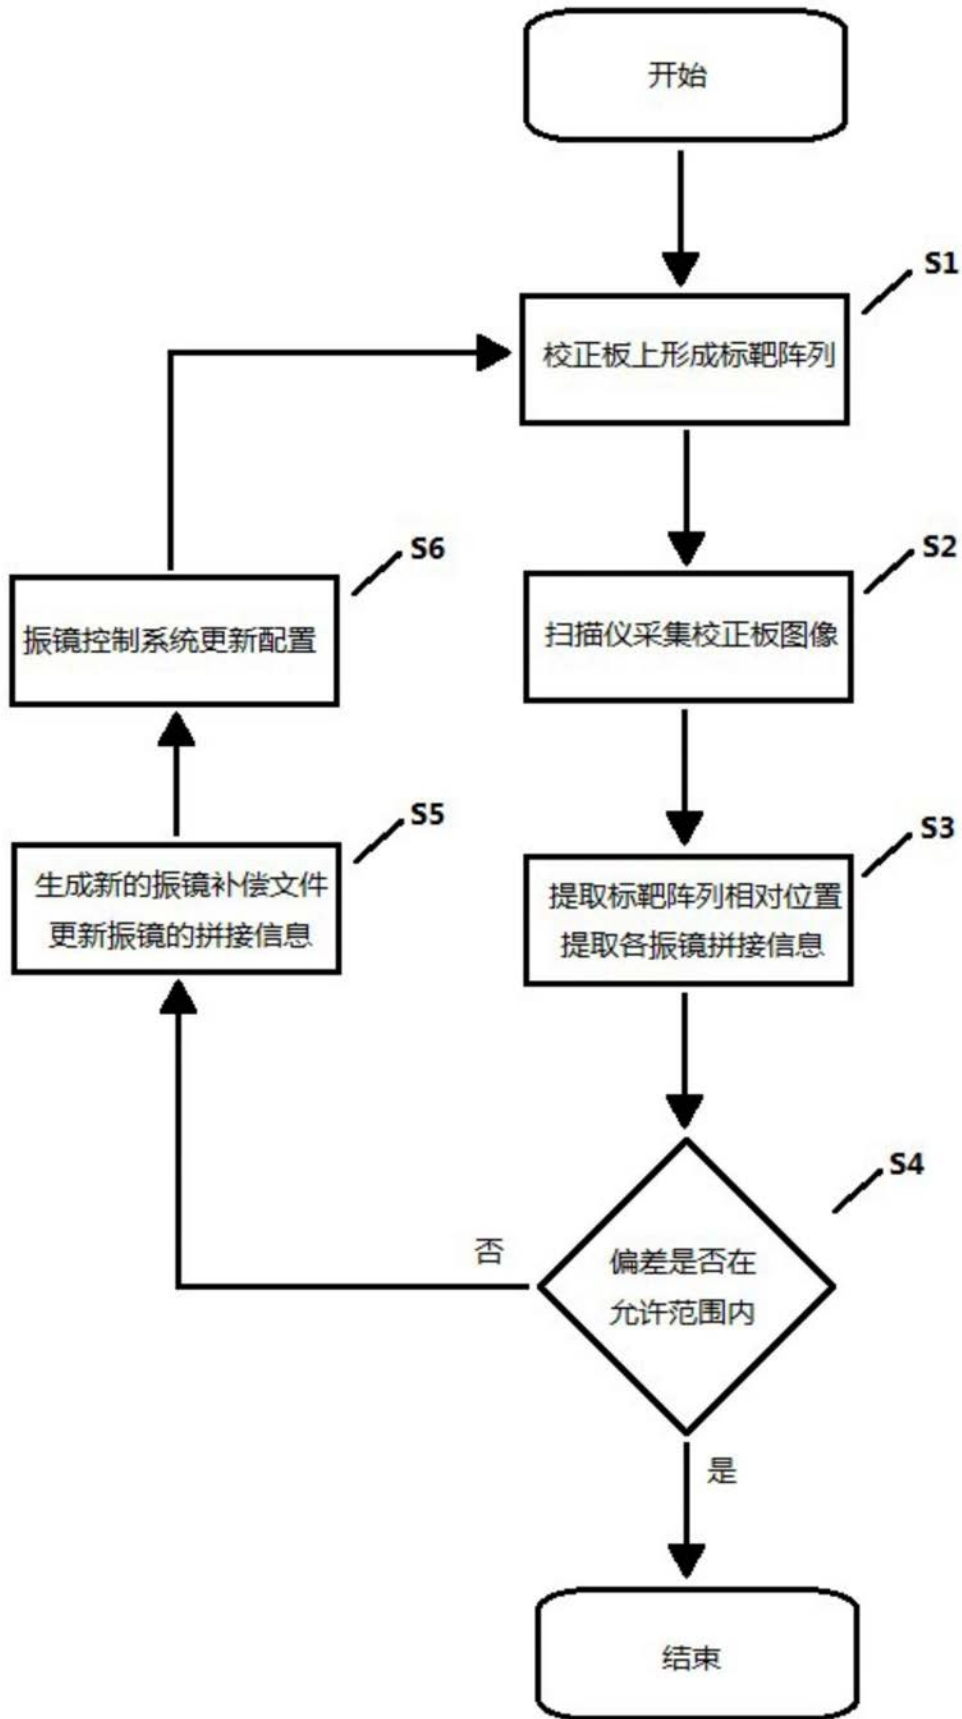 开始
S1
校正板上形成标靶阵列
S2
扫描仪采集校正板图像
S3
提取标靶阵列相对位置
提取各振镜拼接信息
S4
偏差是否在
允许范围内
否
是
S5
生成新的振镜补偿文件
更新振镜的拼接信息
S6
振镜控制系统更新配置
结束